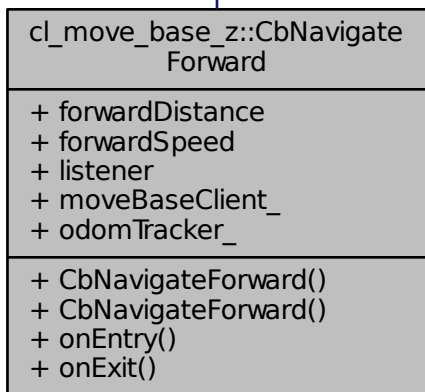 cl_move_base_z::CbNavigate
Forward
+ forwardDistance
+ forwardSpeed
+ listener
+ moveBaseClient_
+ odomTracker_
+ CbNavigateForward()
+ CbNavigateForward()
+ onEntry()
+ onExit()